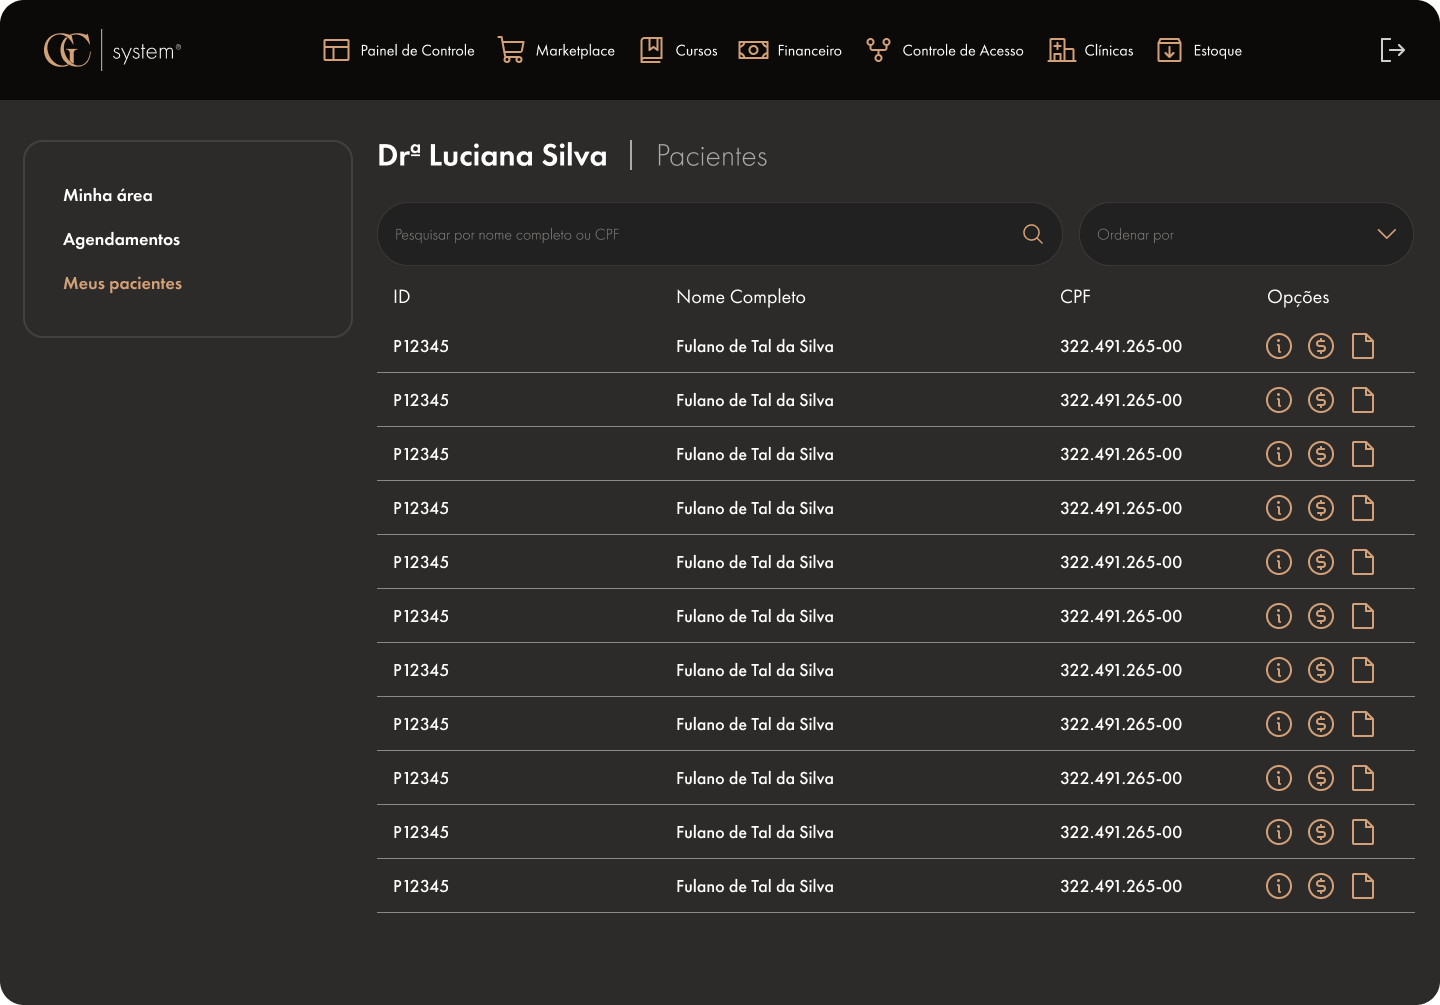 GC system®
Painel de Controle
Marketplace
Cursos
Financeiro
Controle de Acesso
Clínicas
Estoque
Minha área
Agendamentos
Meus pacientes
Drª Luciana Silva | Pacientes
Pesquisar por nome completo ou CPF
Ordenar por
ID Nome Completo CPF Opções
P12345 Fulano de Tal da Silva 322.491.265-00
P12345 Fulano de Tal da Silva 322.491.265-00
P12345 Fulano de Tal da Silva 322.491.265-00
P12345 Fulano de Tal da Silva 322.491.265-00
P12345 Fulano de Tal da Silva 322.491.265-00
P12345 Fulano de Tal da Silva 322.491.265-00
P12345 Fulano de Tal da Silva 322.491.265-00
P12345 Fulano de Tal da Silva 322.491.265-00
P12345 Fulano de Tal da Silva 322.491.265-00
P12345 Fulano de Tal da Silva 322.491.265-00
P12345 Fulano de Tal da Silva 322.491.265-00